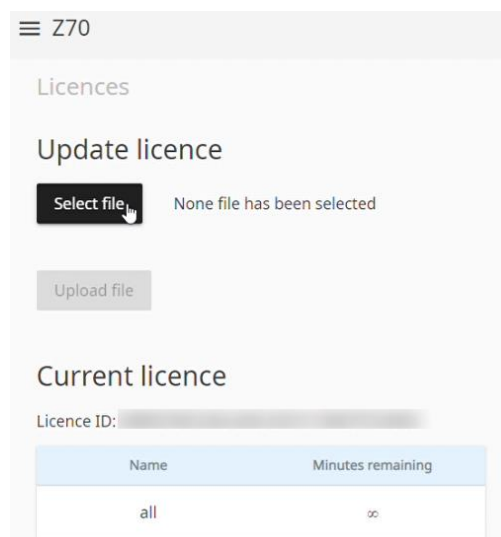 Z70
Licences
Update licence
Select file None file has been selected
Upload file
Current licence
Licence ID:
Name Minutes remaining
all ∞